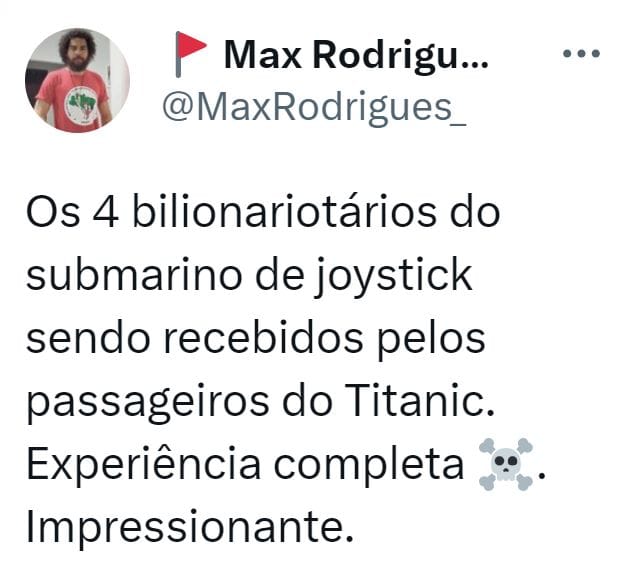 🚩 Max Rodrigu...
@MaxRodrigues_
Os 4 bilionariotários do
submarino de joystick
sendo recebidos pelos
passageiros do Titanic.
Experiência completa ☠️.
Impressionante.